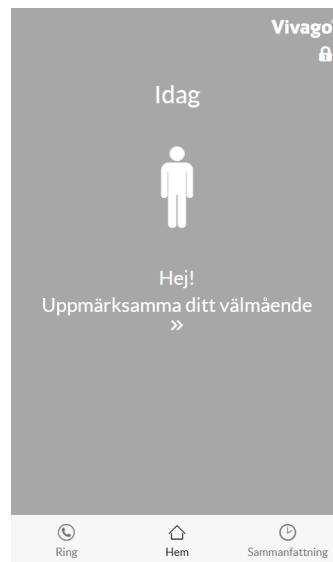 Vivago
Idag
Hej!
Uppmärksamma ditt välmående
»
Ring
Hem
Sammanfattning